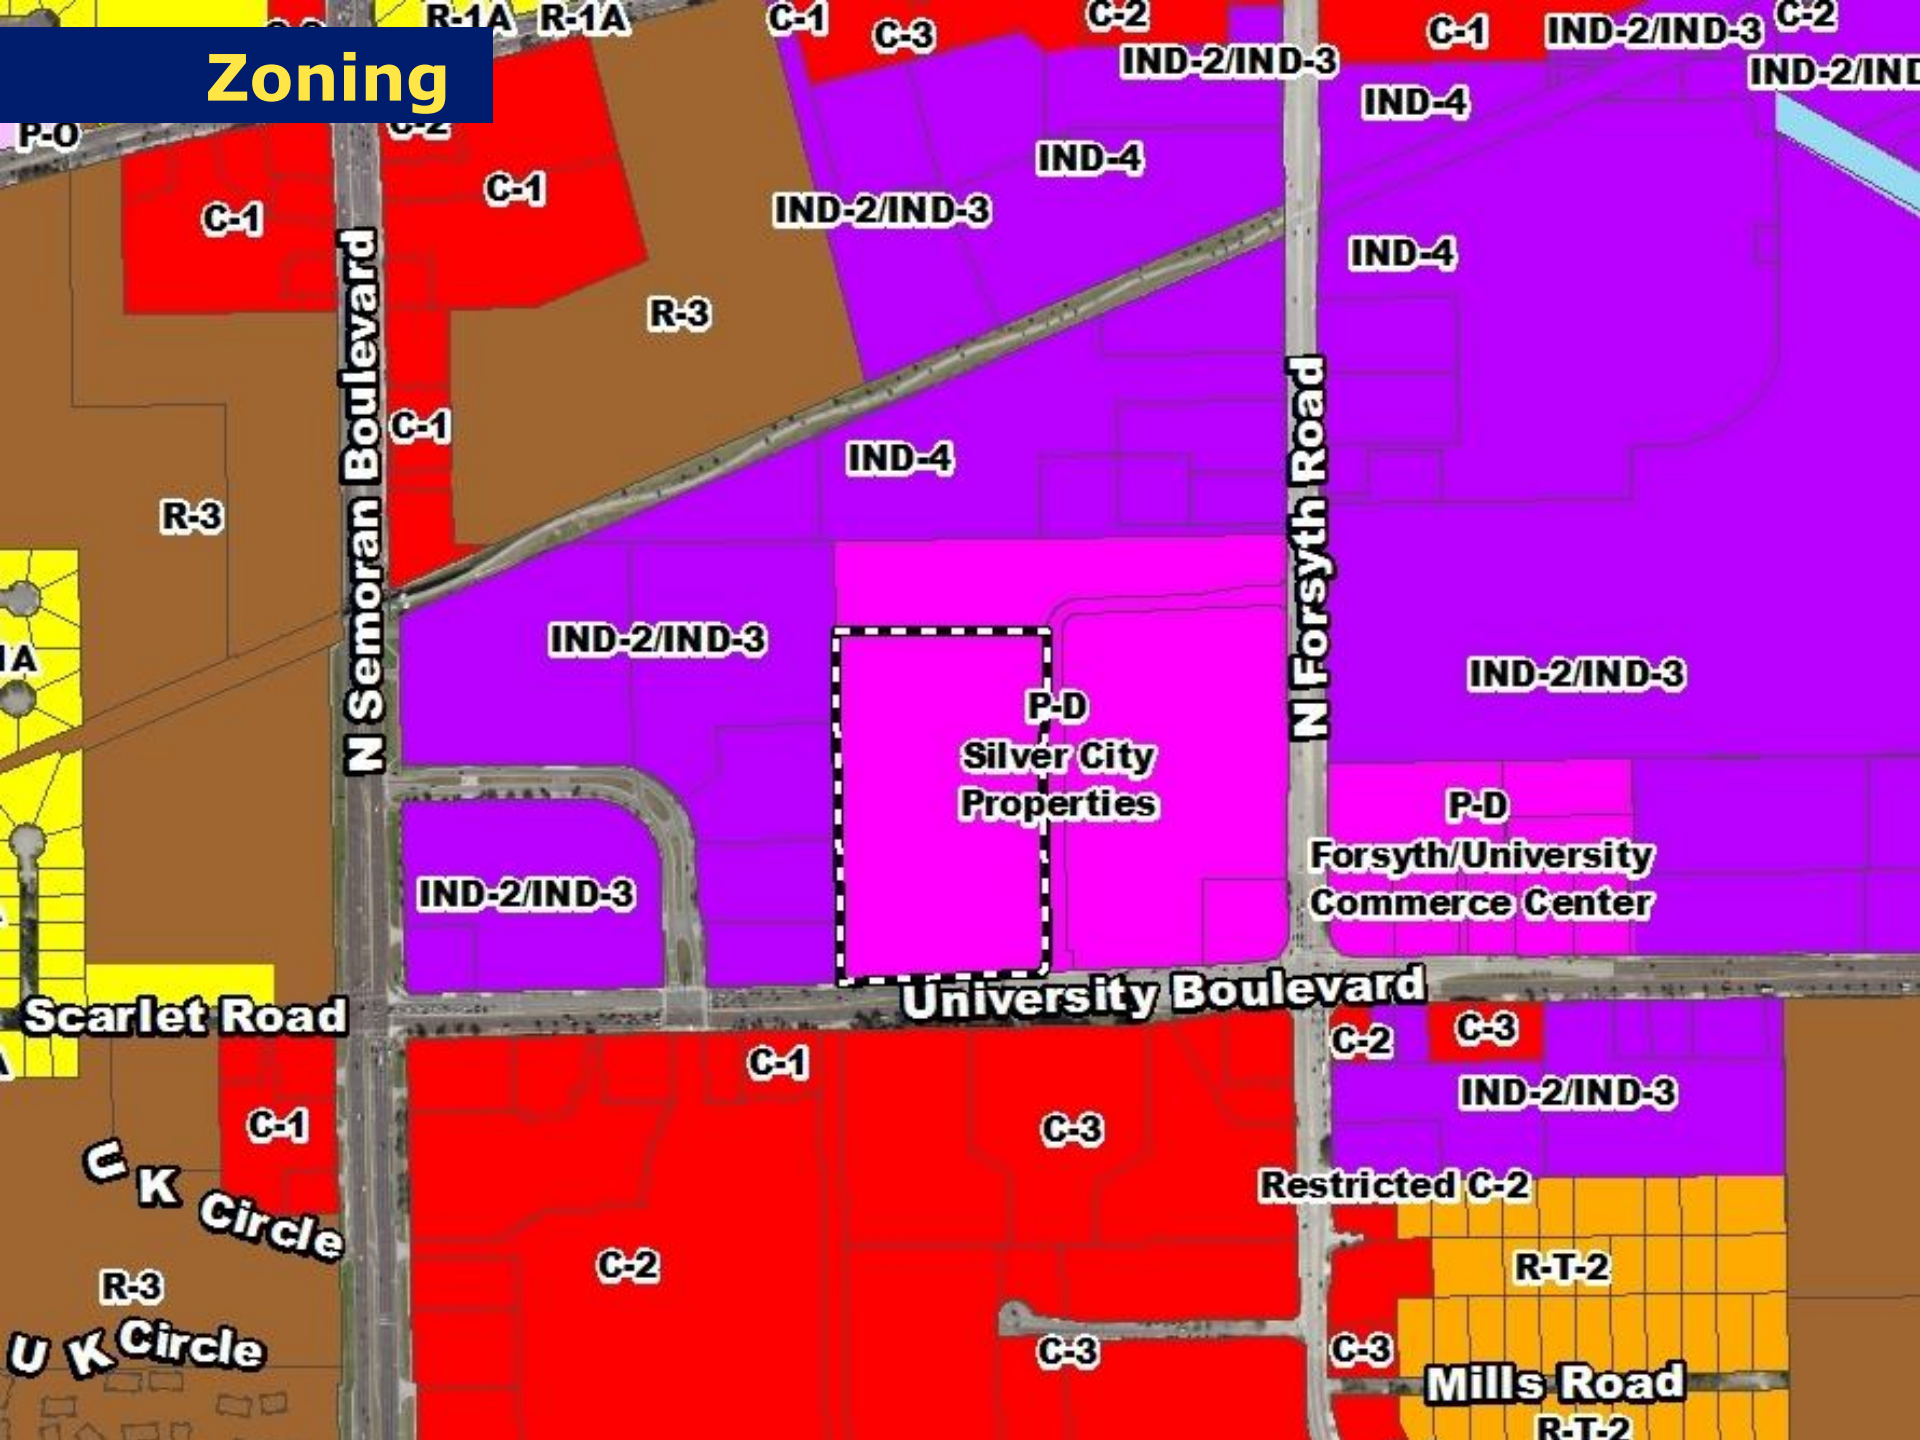 Zoning
R-1A
R-1A
C-1
C-3
C-2
C-1
IND-2/IND-3
C-2
IND-2/IND-3
IND-4
P-O
C-2
C-1
C-1
IND-4
IND-2/IND-3
IND-4
R-3
C-1
IND-4
R-3
N Semoran Boulevard
N Forsyth Road
IND-2/IND-3
IND-2/IND-3
P-D
Silver City
Properties
P-D
Forsyth/University
Commerce Center
IND-2/IND-3
University Boulevard
Scarlet Road
C-1
C-2
C-3
IND-2/IND-3
C-1
C-3
Restricted C-2
U K Circle
R-3
C-2
R-T-2
U K Circle
C-3
C-3
Mills Road
R-T-2